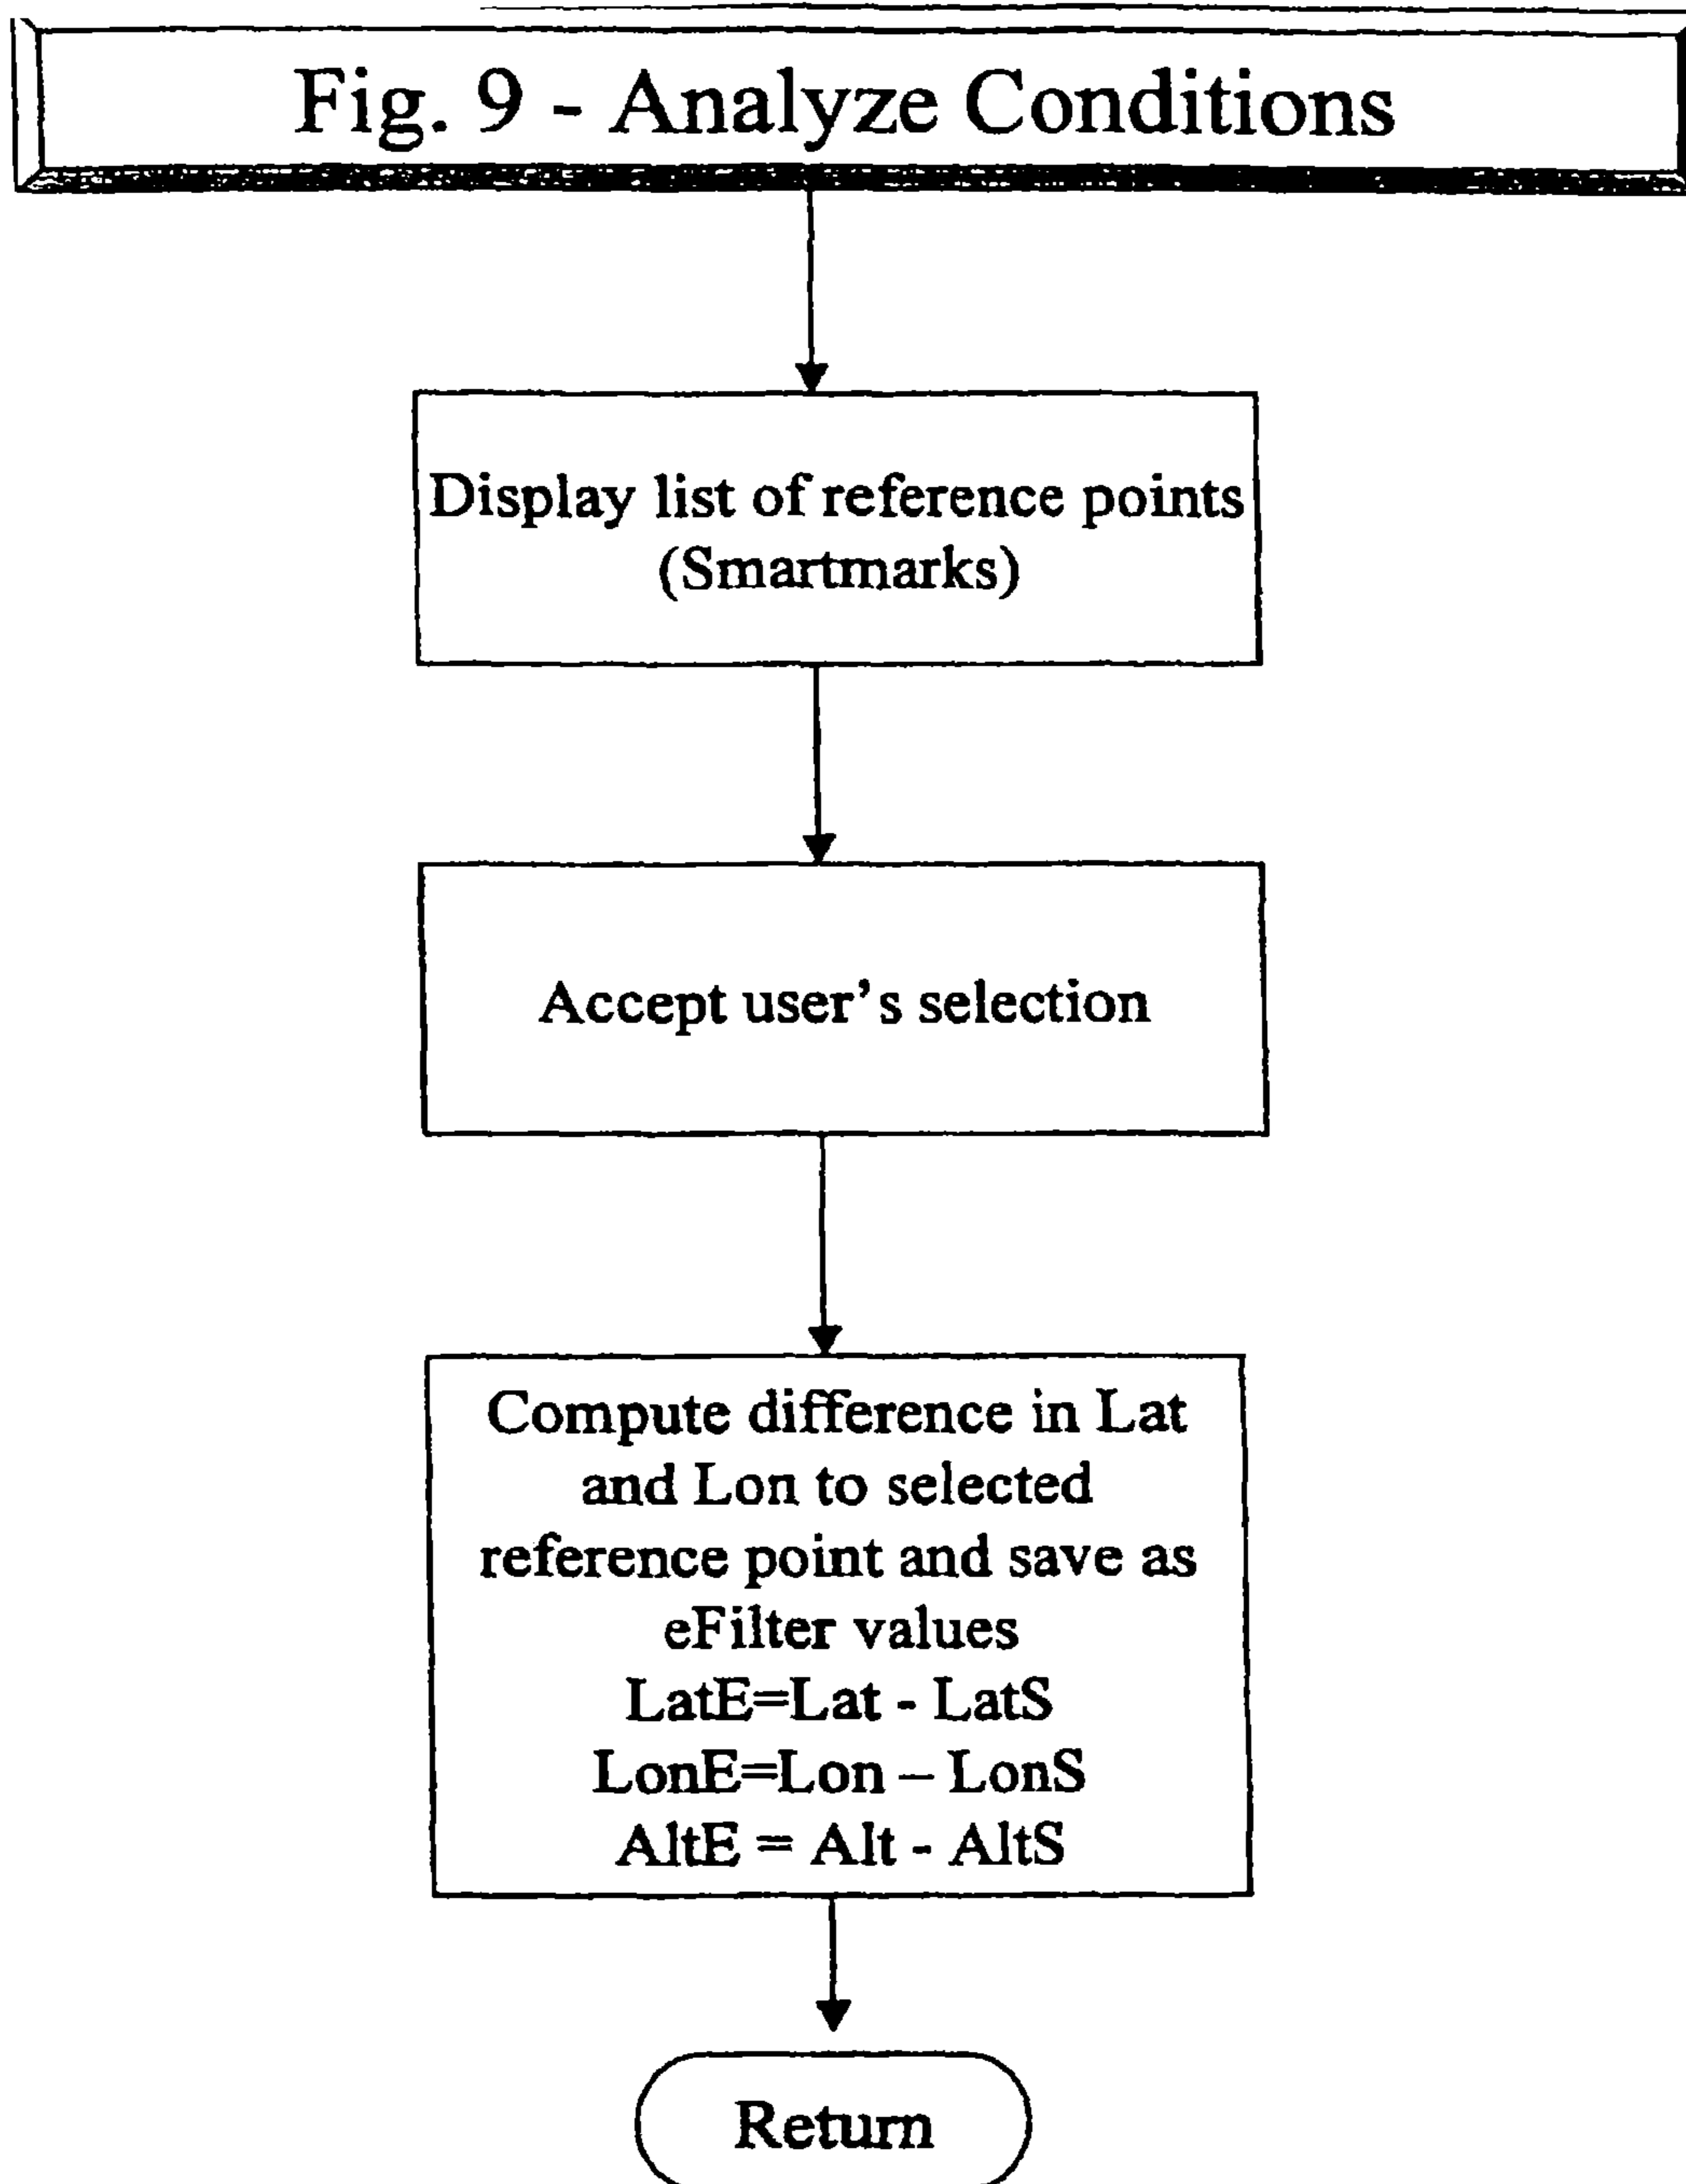 Fig. 9 - Analyze Conditions
Display list of reference points
(Smartmarks)
Accept user's selection
Compute difference in Lat
and Lon to selected
reference point and save as
eFilter values
LatE=Lat - LatS
LonE=Lon – LonS
AltE = Alt - AltS
Return